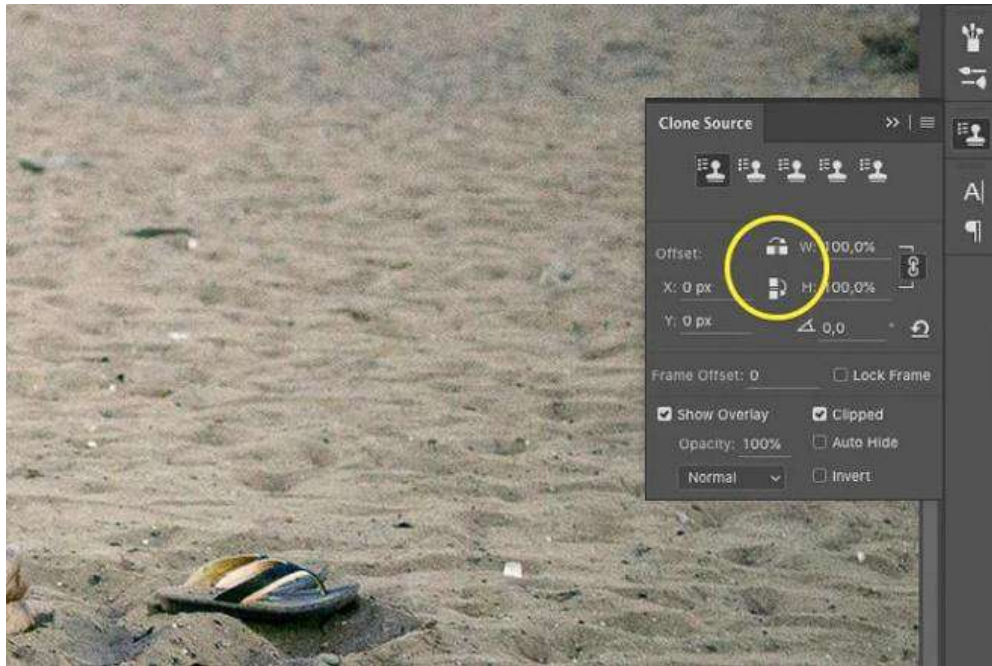 Clone Source
Offset:
W: 100,0%
X: 0 px
H: 100,0%
Y: 0 px
0,0 °
Frame Offset: 0
Lock Frame
Show Overlay
Clipped
Opacity: 100%
Auto Hide
Normal
Invert
A|
¶